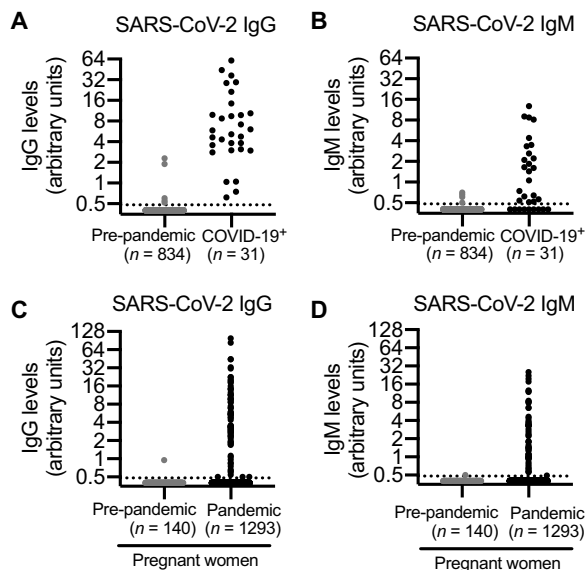 A
SARS-CoV-2 IgG
IgG levels
(arbitrary units)
64
32
16
8
4
2
1
0.5
Pre-pandemic
(n = 834)
COVID-19+
(n = 31)
B
SARS-CoV-2 IgM
IgM levels
(arbitrary units)
64
32
16
8
4
2
1
0.5
Pre-pandemic
(n = 834)
COVID-19+
(n = 31)
C
SARS-CoV-2 IgG
IgG levels
(arbitrary units)
128
64
32
16
8
4
2
1
0.5
Pre-pandemic
(n = 140)
Pandemic
(n = 1293)
Pregnant women
D
SARS-CoV-2 IgM
IgM levels
(arbitrary units)
128
64
32
16
8
4
2
1
0.5
Pre-pandemic
(n = 140)
Pandemic
(n = 1293)
Pregnant women